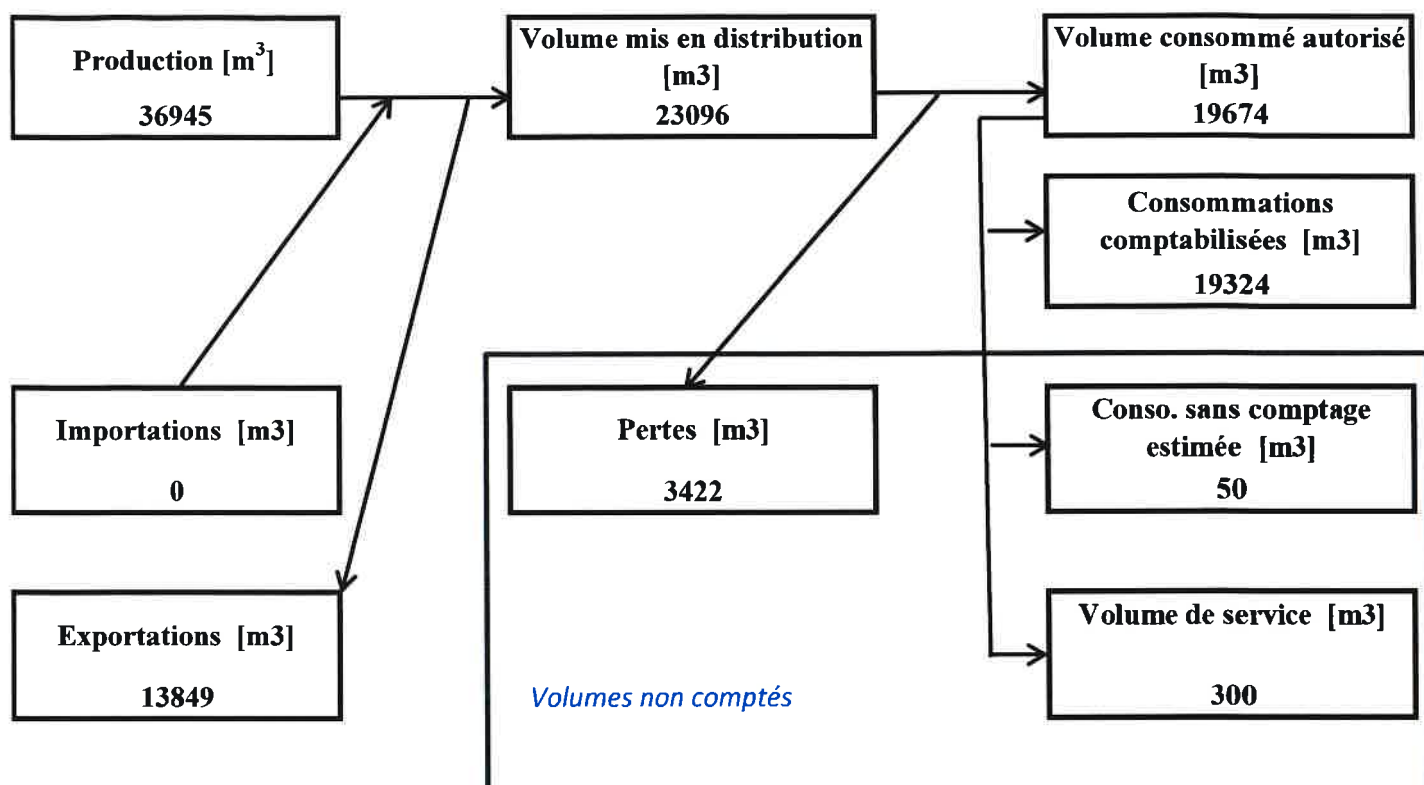 Production [m³]
36945
Volume mis en distribution
[m3]
23096
Volume consommé autorisé
[m3]
19674
Consommations
comptabilisées [m3]
19324
Importations [m3]
0
Pertes [m3]
3422
Conso. sans comptage
estimée [m3]
50
Exportations [m3]
13849
Volumes non comptés
Volume de service [m3]
300